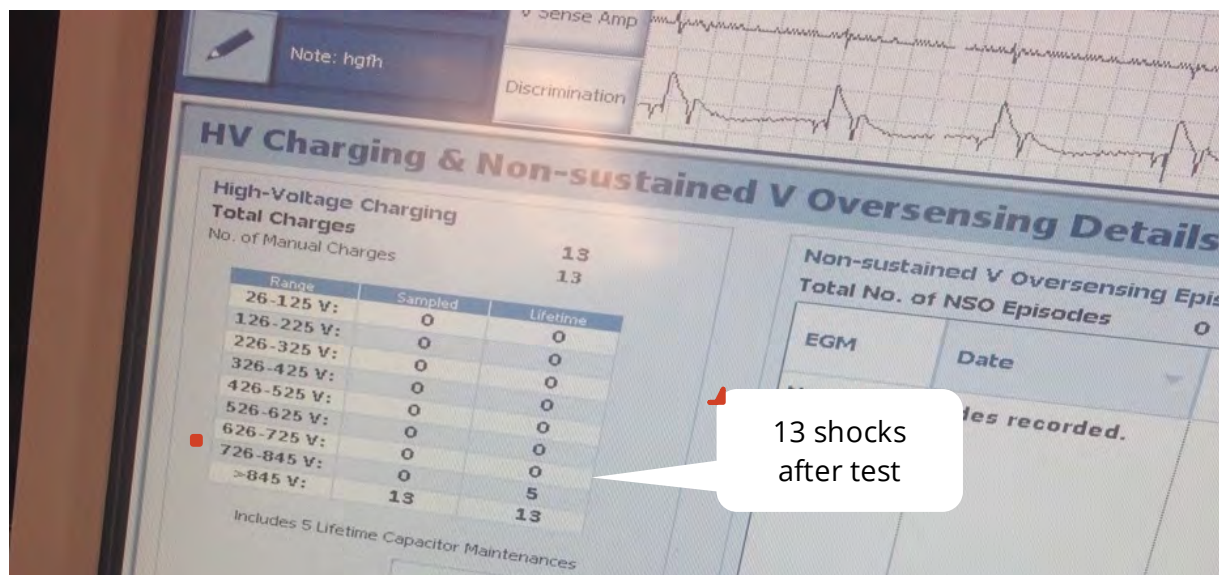 V Sense Amp
Note: hgfh
Discrimination
HV Charging & Non-sustained V Oversensing Details
High-Voltage Charging
Total Charges 13
No. of Manual Charges 13
Range Sampled Lifetime
26-125 V: 0 0
126-225 V: 0 0
226-325 V: 0 0
326-425 V: 0 0
426-525 V: 0 0
526-625 V: 0 0
626-725 V: 0 0
726-845 V: 0 5
>845 V: 13 13
Includes 5 Lifetime Capacitor Maintenances
Non-sustained V Oversensing
Total No. of NSO Episodes 0
EGM Date
recorded.
13 shocks
after test